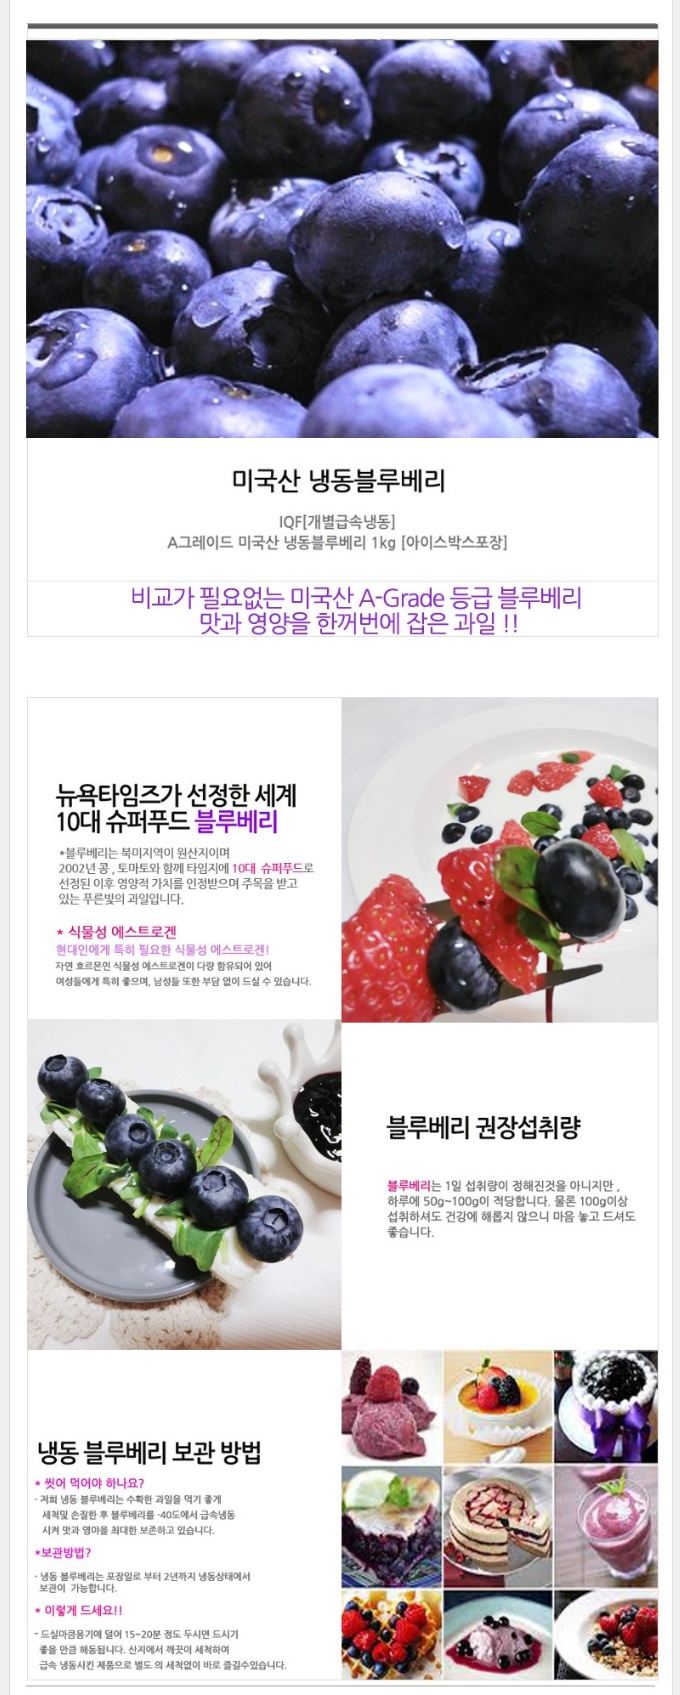 미국산 냉동블루베리
IQF[개별급속냉동]
A그레이드 미국산 냉동블루베리 1kg [아이스박스포장]
비교가 필요없는 미국산 A-Grade 등급 블루베리
맛과 영양을 한꺼번에 잡은 과일 !!
뉴욕타임즈가 선정한 세계
10대 슈퍼푸드 블루베리
*블루베리는 북미지역이 원산지이며
2002년 콩 , 토마토와 함께 타임지에 10대 슈퍼푸드로
선정된 이후 영양적 가치를 인정받으며 주목을 받고
있는 푸른빛의 과일입니다.
* 식물성 에스트로겐
현대인에게 특히 필요한 식물성 에스트로겐!
자연 호르몬인 식물성 에스트로겐이 다량 함유되어 있어
여성들에게 특히 좋으며, 남성들 또한 부담 없이 드실 수 있습니다.
블루베리 권장섭취량
블루베리는 1일 섭취량이 정해진것을 아니지만 ,
하루에 50g~100g이 적당합니다. 물론 100g이상
섭취하셔도 건강에 해롭지 않으니 마음 놓고 드셔도
좋습니다.
냉동 블루베리 보관 방법
* 씻어 먹어야 하나요?
- 저희 냉동 블루베리는 수확한 과일을 먹기 좋게
세척및 손질한 후 블루베리를 -40도에서 급속냉동
시켜 맛과 영아을 최대한 보존하고 있습니다.
*보관방법?
- 냉동 블루베리는 포장일로 부터 2년까지 냉동상태에서
보관이 가능합니다.
* 이렇게 드세요!!
- 드실마큼용기에 덜어 15~20분 정도 두시면 드시기
좋을 만큼 해동됩니다. 산지에서 깨끗이 세척하여
급속 냉동시킨 제품으로 별도 의 세척없이 바로 즐길수있습니다.